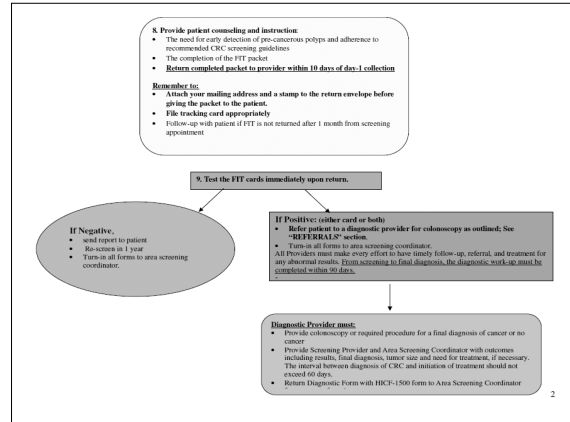 8. Provide patient counseling and instruction:
• The need for early detection of pre-cancerous polyps and adherence to
recommended CRC screening guidelines
• The completion of the FIT packet
• Return completed packet to provider within 10 days of day-1 collection
Remember to:
• Attach your mailing address and a stamp to the return envelope before
giving the packet to the patient.
• File tracking card appropriately
• Follow-up with patient if FIT is not returned after 1 month from screening
appointment
9. Test the FIT cards immediately upon return.
If Negative,
• send report to patient
• Re-screen in 1 year
• Turn-in all forms to area screening
coordinator.
If Positive: (either card or both)
• Refer patient to a diagnostic provider for colonoscopy as outlined; See
“REFERRALS” section.
• Turn-in all forms to area screening coordinator.
All Providers must make every effort to have timely follow-up, referral, and treatment for
any abnormal results. From screening to final diagnosis, the diagnostic work-up must be
completed within 90 days.
Diagnostic Provider must:
• Provide colonoscopy or required procedure for a final diagnosis of cancer or no
cancer
• Provide Screening Provider and Area Screening Coordinator with outcomes
including results, final diagnosis, tumor size and need for treatment, if necessary.
The interval between diagnosis of CRC and initiation of treatment should not
exceed 60 days.
• Return Diagnostic Form with HICF-1500 form to Area Screening Coordinator
2